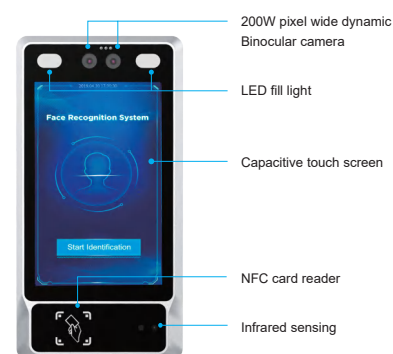 200W pixel wide dynamic
Binocular camera
LED fill light
Face Recognition System
Capacitive touch screen
Start Identification
NFC card reader
Infrared sensing